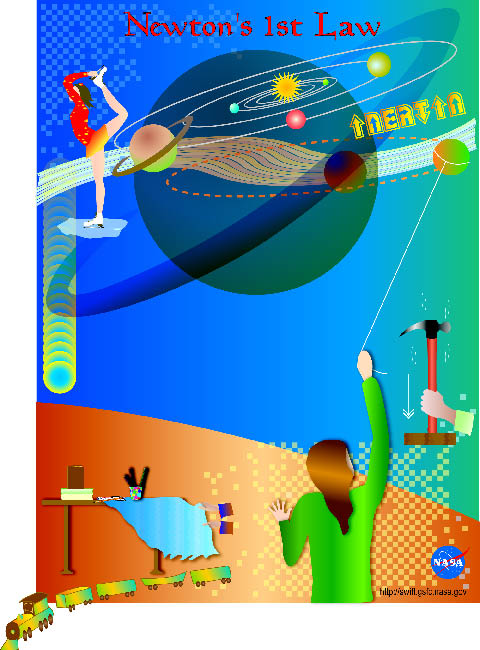 Newton's 1st Law
INERTIA
NASA
http://swift.gsfc.nasa.gov